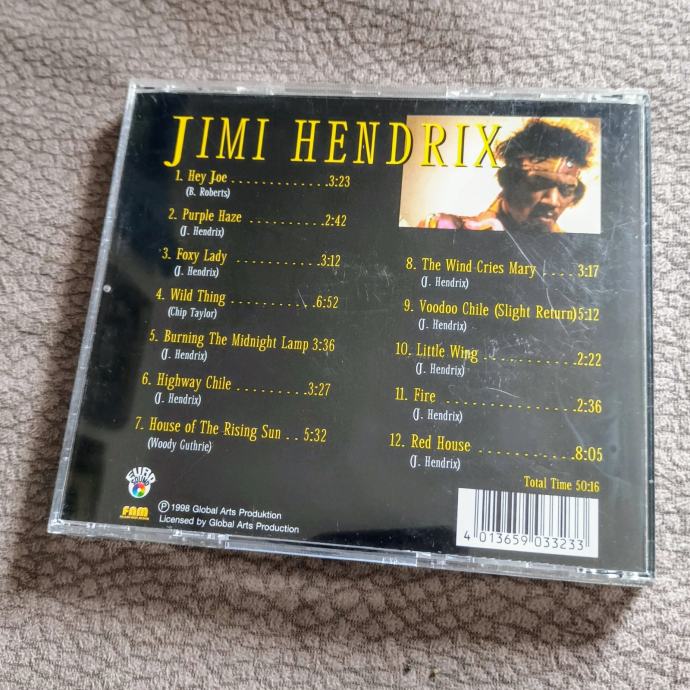 JIMI HENDRIX
1. Hey Joe . . . . . . . . . . . . .3:23
(B. Roberts)
2. Purple Haze . . . . . . . . . .2:42
(J. Hendrix)
3. Foxy Lady . . . . . . . . . . .3:12
(J. Hendrix)
4. Wild Thing . . . . . . . . . .6:52
(Chip Taylor)
5. Burning The Midnight Lamp 3:36
(J. Hendrix)
6. Highway Chile . . . . . . . . .3:27
(J. Hendrix)
7. House of The Rising Sun . . 5:32
(Woody Guthrie)
8. The Wind Cries Mary . . . . 3:17
(J. Hendrix)
9. Voodoo Chile (Slight Return)5:12
(J. Hendrix)
10. Little Wing . . . . . . . . . . . .2:22
(J. Hendrix)
11. Fire . . . . . . . . . . . . . . . .2:36
(J. Hendrix)
12. Red House . . . . . . . . . . .8:05
(J. Hendrix)
Total Time 50:16
EURO
FNM
℗ 1998 Global Arts Produktion
Licensed by Global Arts Production
4 013659 033233